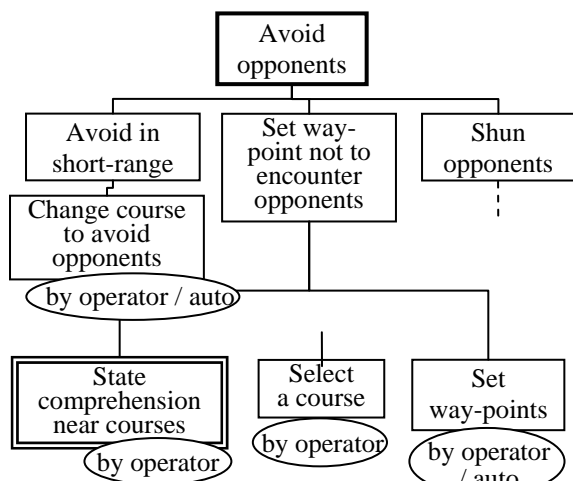 Avoid
opponents
Avoid in
short-range
Set way-
point not to
encounter
opponents
Shun
opponents
Change course
to avoid
opponents
by operator / auto
State
comprehension
near courses
by operator
Select
a course
by operator
Set
way-points
by operator
/ auto